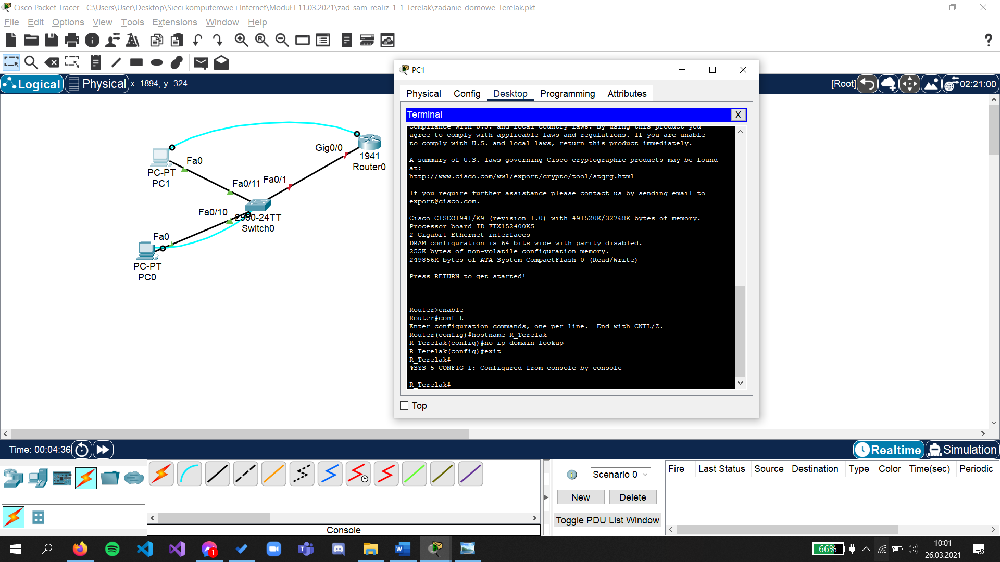 Cisco Packet Tracer - C:\Users\User\Desktop\Sieci komputerowe i Internet\Moduł I 11.03.2021\zad_sam_realiz_1_1_Terelak\zadanie_domowe_Terelak.pkt
File Edit Options View Tools Extensions Window Help
Logical Physical x: 1894, y: 324
[Root] 02:21:00
Gig0/0
1941
Router0
Fa0
PC-PT
PC1
Fa0/11 Fa0/1
Fa0/10 2960-24TT
Switch0
Fa0
PC-PT
PC0
PC1
Physical Config Desktop Programming Attributes
Terminal X
compliance with U.S. and local country laws. By using this product you
agree to comply with applicable laws and regulations. If you are unable
to comply with U.S. and local laws, return this product immediately.
A summary of U.S. laws governing Cisco cryptographic products may be found
at:
http://www.cisco.com/wwl/export/crypto/tool/stqrg.html
If you require further assistance please contact us by sending email to
export@cisco.com.
Cisco CISCO1941/K9 (revision 1.0) with 491520K/32768K bytes of memory.
Processor board ID FTX152400KS
2 Gigabit Ethernet interfaces
DRAM configuration is 64 bits wide with parity disabled.
255K bytes of non-volatile configuration memory.
249856K bytes of ATA System CompactFlash 0 (Read/Write)
Press RETURN to get started!
Router>enable
Router#conf t
Enter configuration commands, one per line.  End with CNTL/Z.
Router(config)#hostname R_Terelak
R_Terelak(config)#no ip domain-lookup
R_Terelak(config)#exit
R_Terelak#
%SYS-5-CONFIG_I: Configured from console by console
R_Terelak#
Top
Time: 00:04:36
Realtime Simulation
Scenario 0
New Delete
Toggle PDU List Window
Fire Last Status Source Destination Type Color Time(sec) Periodic
Console
1
66%
10:01
26.03.2021